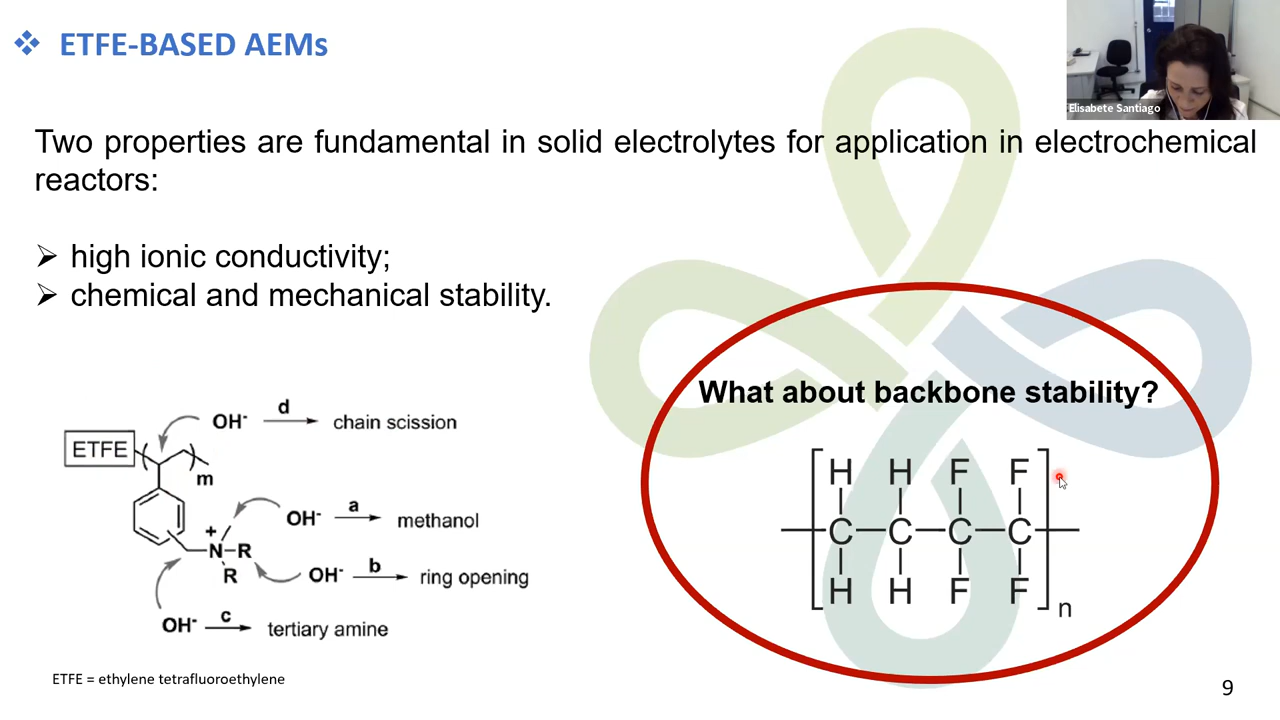 ❖ ETFE-BASED AEMs
Elisabete Santiago
Two properties are fundamental in solid electrolytes for application in electrochemical
reactors:
➢ high ionic conductivity;
➢ chemical and mechanical stability.
What about backbone stability?
OH⁻ d chain scission
ETFE
m
OH⁻ a methanol
+
N–R
R
OH⁻ b ring opening
OH⁻ c tertiary amine
H H F F
C C C C
H H F F
n
ETFE = ethylene tetrafluoroethylene
9